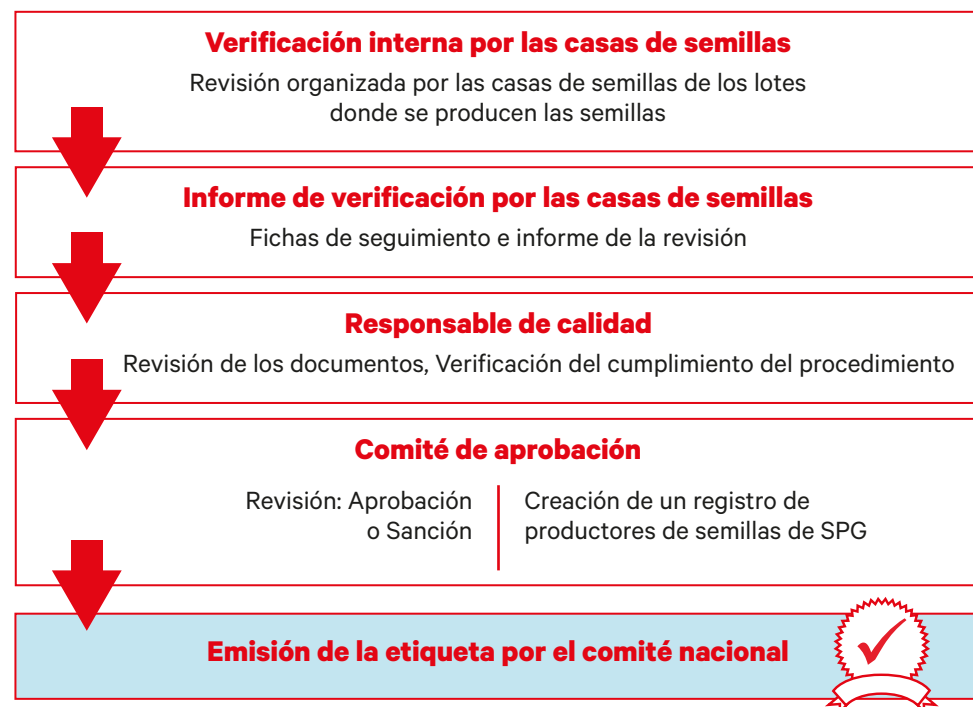 Verificación interna por las casas de semillas
Revisión organizada por las casas de semillas de los lotes
donde se producen las semillas
Informe de verificación por las casas de semillas
Fichas de seguimiento e informe de la revisión
Responsable de calidad
Revisión de los documentos, Verificación del cumplimiento del procedimiento
Comité de aprobación
Revisión: Aprobación
o Sanción
Creación de un registro de
productores de semillas de SPG
Emisión de la etiqueta por el comité nacional